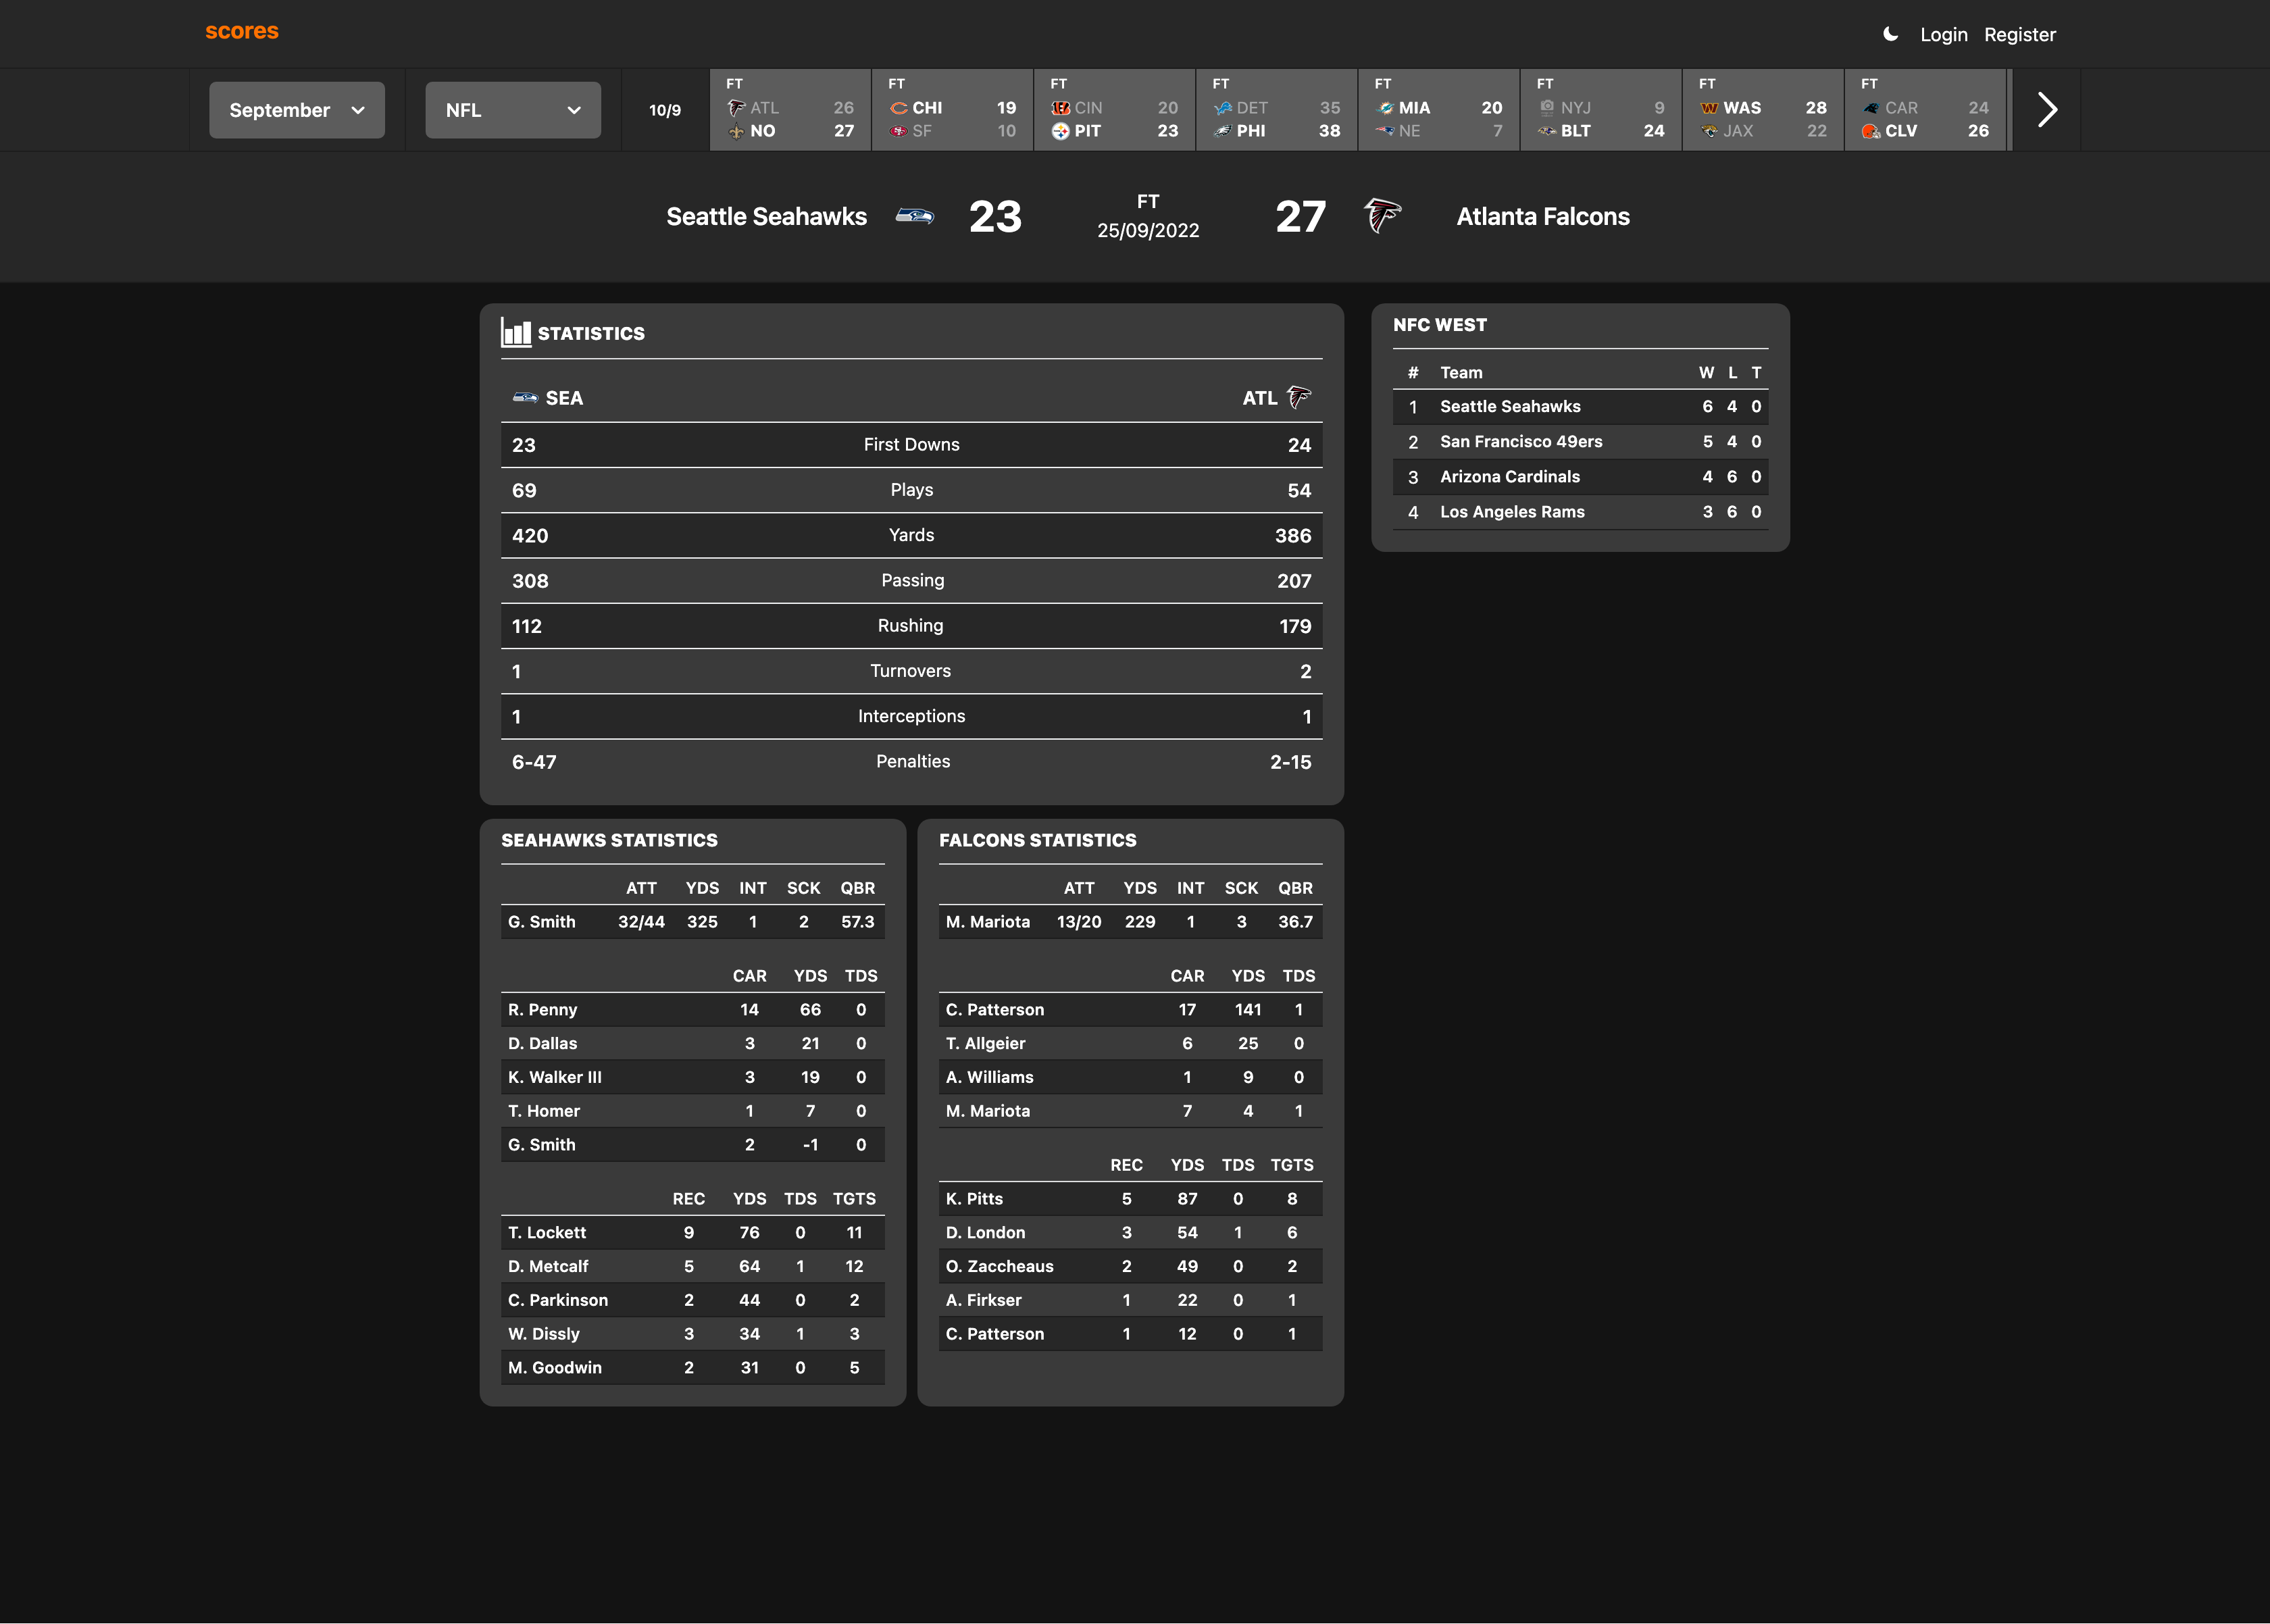 scores
Login Register
September NFL 10/9
FT FT FT FT FT FT FT FT
ATL 26 CHI 19 CIN 20 DET 35 MIA 20 NYJ 9 WAS 28 CAR 24
NO 27 SF 10 PIT 23 PHI 38 NE 7 BLT 24 JAX 22 CLV 26
Seattle Seahawks 23 FT 27 Atlanta Falcons
25/09/2022
STATISTICS
SEA ATL
23 First Downs 24
69 Plays 54
420 Yards 386
308 Passing 207
112 Rushing 179
1 Turnovers 2
1 Interceptions 1
6-47 Penalties 2-15
NFC WEST
# Team W L T
1 Seattle Seahawks 6 4 0
2 San Francisco 49ers 5 4 0
3 Arizona Cardinals 4 6 0
4 Los Angeles Rams 3 6 0
SEAHAWKS STATISTICS
ATT YDS INT SCK QBR
G. Smith 32/44 325 1 2 57.3
CAR YDS TDS
R. Penny 14 66 0
D. Dallas 3 21 0
K. Walker III 3 19 0
T. Homer 1 7 0
G. Smith 2 -1 0
REC YDS TDS TGTS
T. Lockett 9 76 0 11
D. Metcalf 5 64 1 12
C. Parkinson 2 44 0 2
W. Dissly 3 34 1 3
M. Goodwin 2 31 0 5
FALCONS STATISTICS
ATT YDS INT SCK QBR
M. Mariota 13/20 229 1 3 36.7
CAR YDS TDS
C. Patterson 17 141 1
T. Allgeier 6 25 0
A. Williams 1 9 0
M. Mariota 7 4 1
REC YDS TDS TGTS
K. Pitts 5 87 0 8
D. London 3 54 1 6
O. Zaccheaus 2 49 0 2
A. Firkser 1 22 0 1
C. Patterson 1 12 0 1